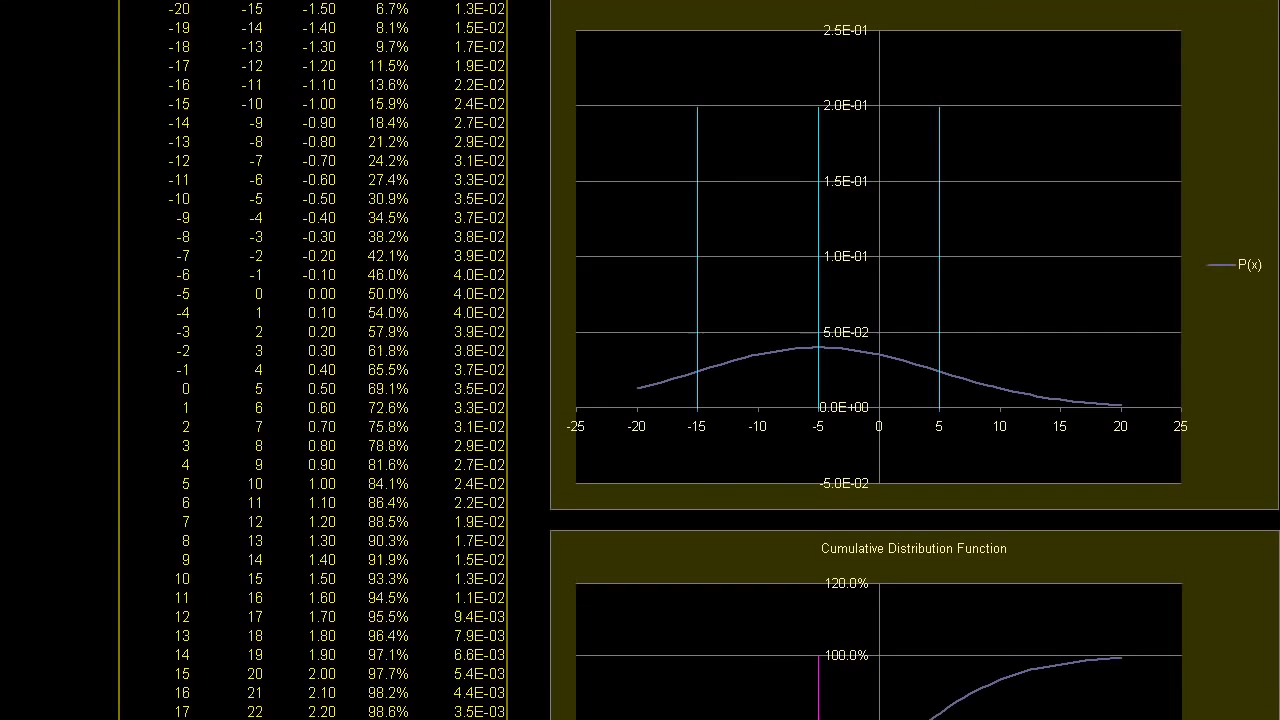 -20 -15 -1.50 6.7% 1.3E-02
-19 -14 -1.40 8.1% 1.5E-02
-18 -13 -1.30 9.7% 1.7E-02
-17 -12 -1.20 11.5% 1.9E-02
-16 -11 -1.10 13.6% 2.2E-02
-15 -10 -1.00 15.9% 2.4E-02
-14 -9 -0.90 18.4% 2.7E-02
-13 -8 -0.80 21.2% 2.9E-02
-12 -7 -0.70 24.2% 3.1E-02
-11 -6 -0.60 27.4% 3.3E-02
-10 -5 -0.50 30.9% 3.5E-02
-9 -4 -0.40 34.5% 3.7E-02
-8 -3 -0.30 38.2% 3.8E-02
-7 -2 -0.20 42.1% 3.9E-02
-6 -1 -0.10 46.0% 4.0E-02
-5 0 0.00 50.0% 4.0E-02
-4 1 0.10 54.0% 4.0E-02
-3 2 0.20 57.9% 3.9E-02
-2 3 0.30 61.8% 3.8E-02
-1 4 0.40 65.5% 3.7E-02
0 5 0.50 69.1% 3.5E-02
1 6 0.60 72.6% 3.3E-02
2 7 0.70 75.8% 3.1E-02
3 8 0.80 78.8% 2.9E-02
4 9 0.90 81.6% 2.7E-02
5 10 1.00 84.1% 2.4E-02
6 11 1.10 86.4% 2.2E-02
7 12 1.20 88.5% 1.9E-02
8 13 1.30 90.3% 1.7E-02
9 14 1.40 91.9% 1.5E-02
10 15 1.50 93.3% 1.3E-02
11 16 1.60 94.5% 1.1E-02
12 17 1.70 95.5% 9.4E-03
13 18 1.80 96.4% 7.9E-03
14 19 1.90 97.1% 6.6E-03
15 20 2.00 97.7% 5.4E-03
16 21 2.10 98.2% 4.4E-03
17 22 2.20 98.6% 3.5E-03
2.5E-01
2.0E-01
1.5E-01
1.0E-01
5.0E-02
0.0E+00
-25 -20 -15 -10 -5 0 5 10 15 20 25
-5.0E-02
P(x)
Cumulative Distribution Function
120.0%
100.0%